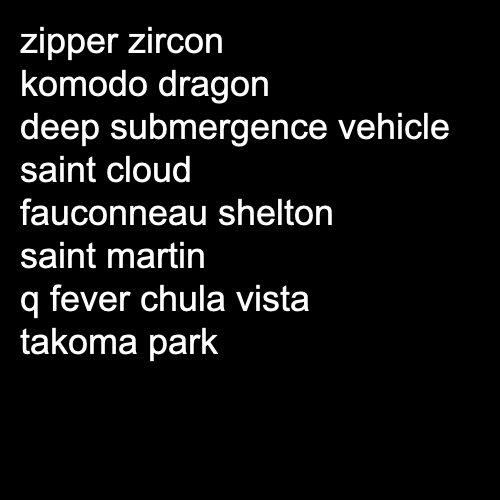 zipper zircon
komodo dragon
deep submergence vehicle
saint cloud
fauconneau shelton
saint martin
q fever chula vista
takoma park